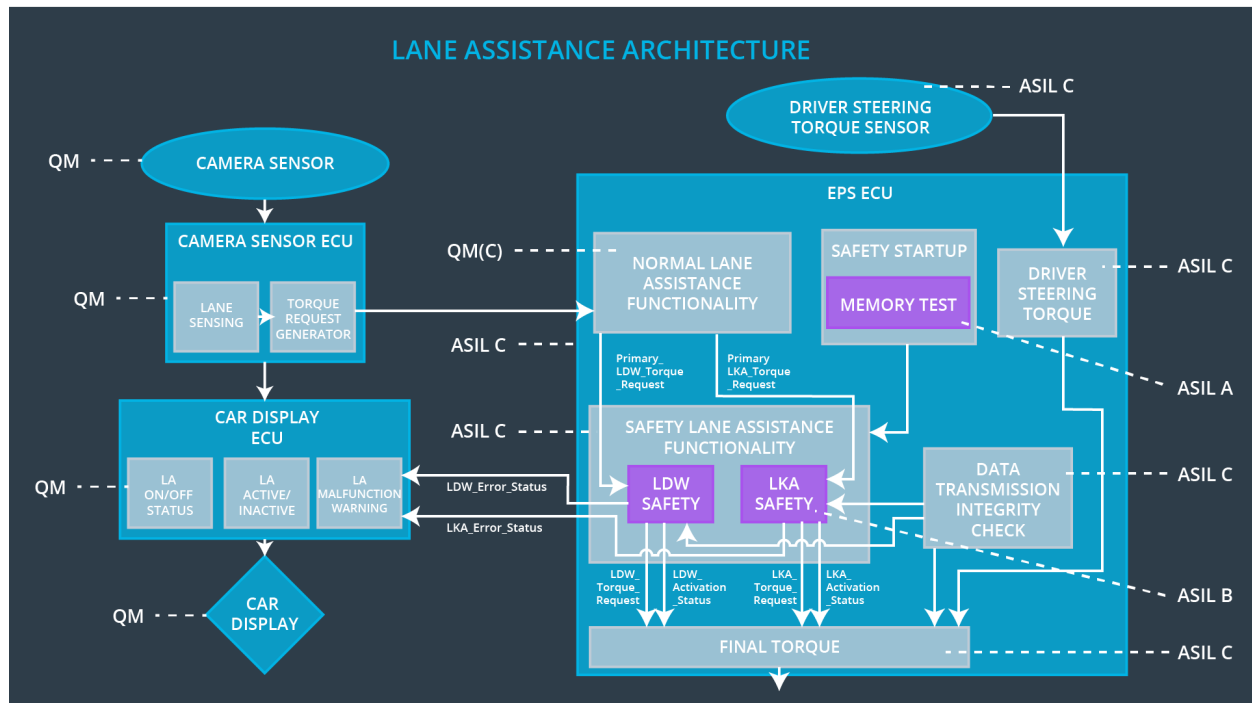 LANE ASSISTANCE ARCHITECTURE
ASIL C
DRIVER STEERING
TORQUE SENSOR
QM
CAMERA SENSOR
EPS ECU
CAMERA SENSOR ECU
QM
LANE
SENSING
TORQUE
REQUEST
GENERATOR
QM(C)
NORMAL LANE
ASSISTANCE
FUNCTIONALITY
SAFETY STARTUP
MEMORY TEST
DRIVER
STEERING
TORQUE
ASIL C
ASIL C
ASIL A
Primary_
LDW_Torque
_Request
Primary
LKA_Torque
_Request
CAR DISPLAY
ECU
QM
LA
ON/OFF
STATUS
LA
ACTIVE/
INACTIVE
LA
MALFUNCTION
WARNING
ASIL C
SAFETY LANE ASSISTANCE
FUNCTIONALITY
LDW
SAFETY
LKA
SAFETY
DATA
TRANSMISSION
INTEGRITY
CHECK
ASIL C
LDW_Error_Status
LKA_Error_Status
LDW_
Torque_
Request
LDW_
Activation
_Status
LKA_
Torque_
Request
LKA_
Activation
_Status
ASIL B
QM
CAR
DISPLAY
FINAL TORQUE
ASIL C